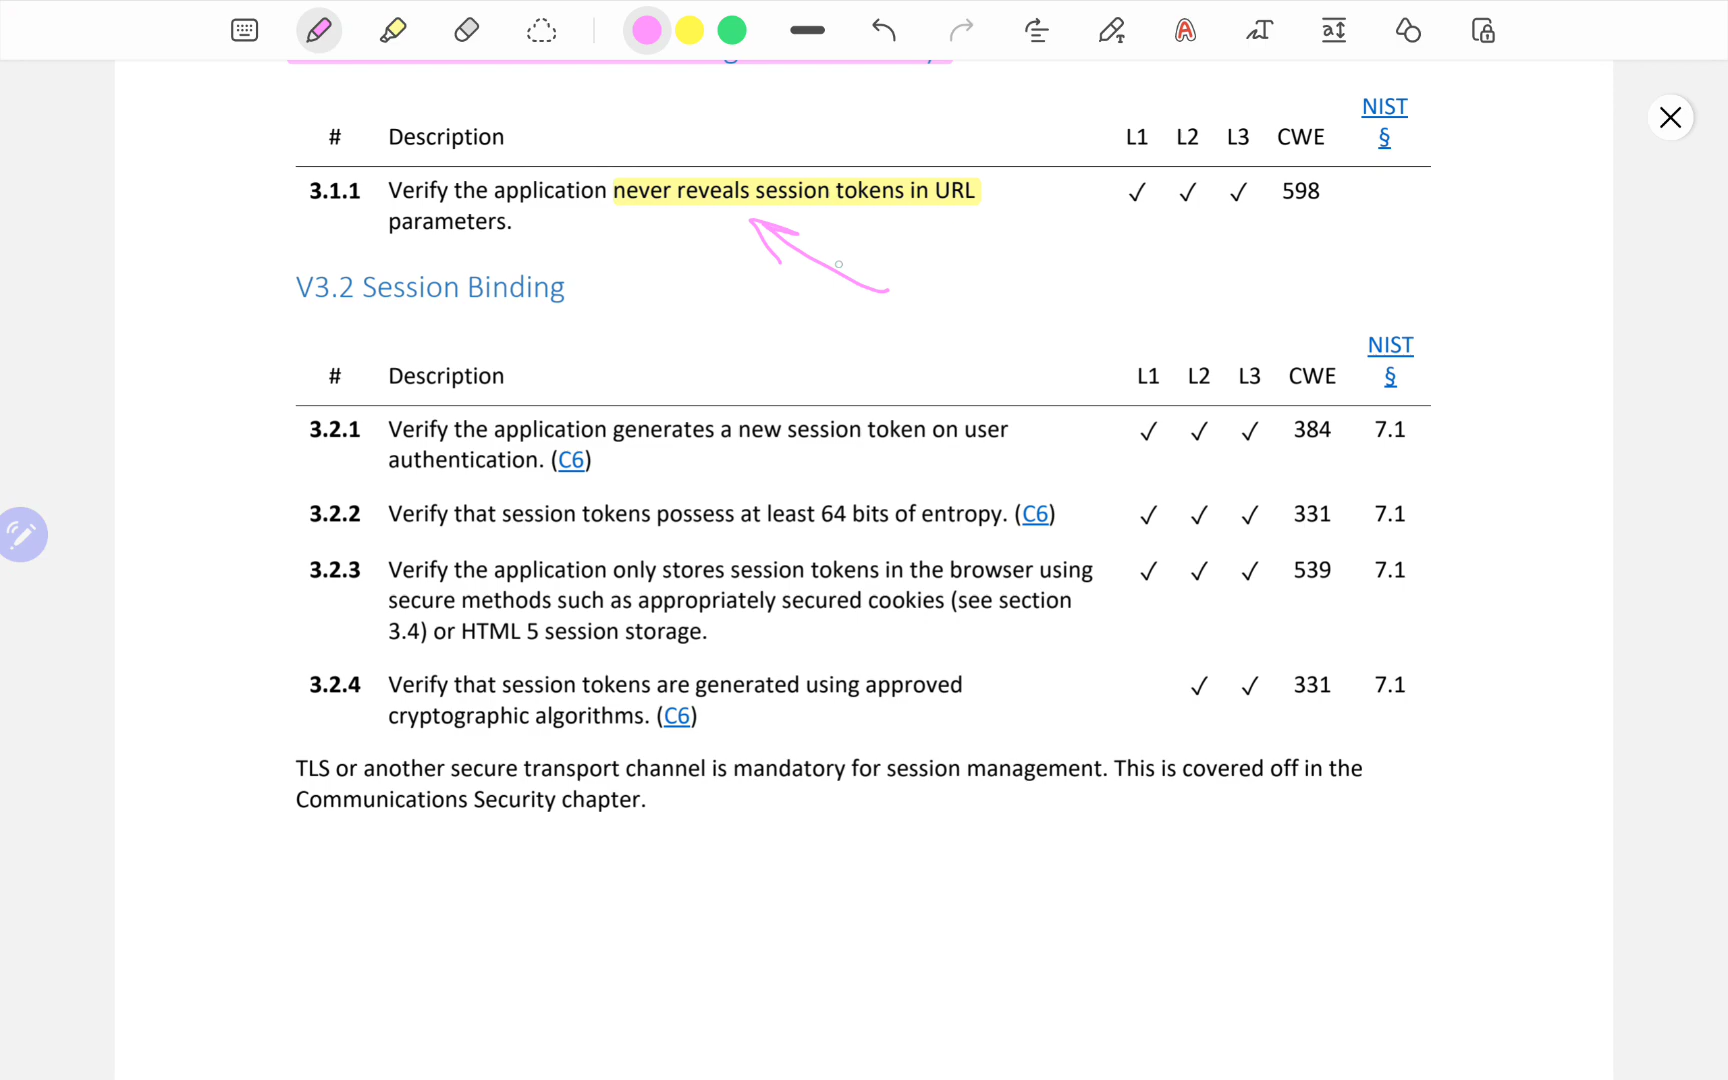 NIST
# Description L1 L2 L3 CWE §
3.1.1 Verify the application never reveals session tokens in URL ✓ ✓ ✓ 598
parameters.
V3.2 Session Binding
NIST
# Description L1 L2 L3 CWE §
3.2.1 Verify the application generates a new session token on user ✓ ✓ ✓ 384 7.1
authentication. (C6)
3.2.2 Verify that session tokens possess at least 64 bits of entropy. (C6) ✓ ✓ ✓ 331 7.1
3.2.3 Verify the application only stores session tokens in the browser using ✓ ✓ ✓ 539 7.1
secure methods such as appropriately secured cookies (see section
3.4) or HTML 5 session storage.
3.2.4 Verify that session tokens are generated using approved ✓ ✓ 331 7.1
cryptographic algorithms. (C6)
TLS or another secure transport channel is mandatory for session management. This is covered off in the
Communications Security chapter.